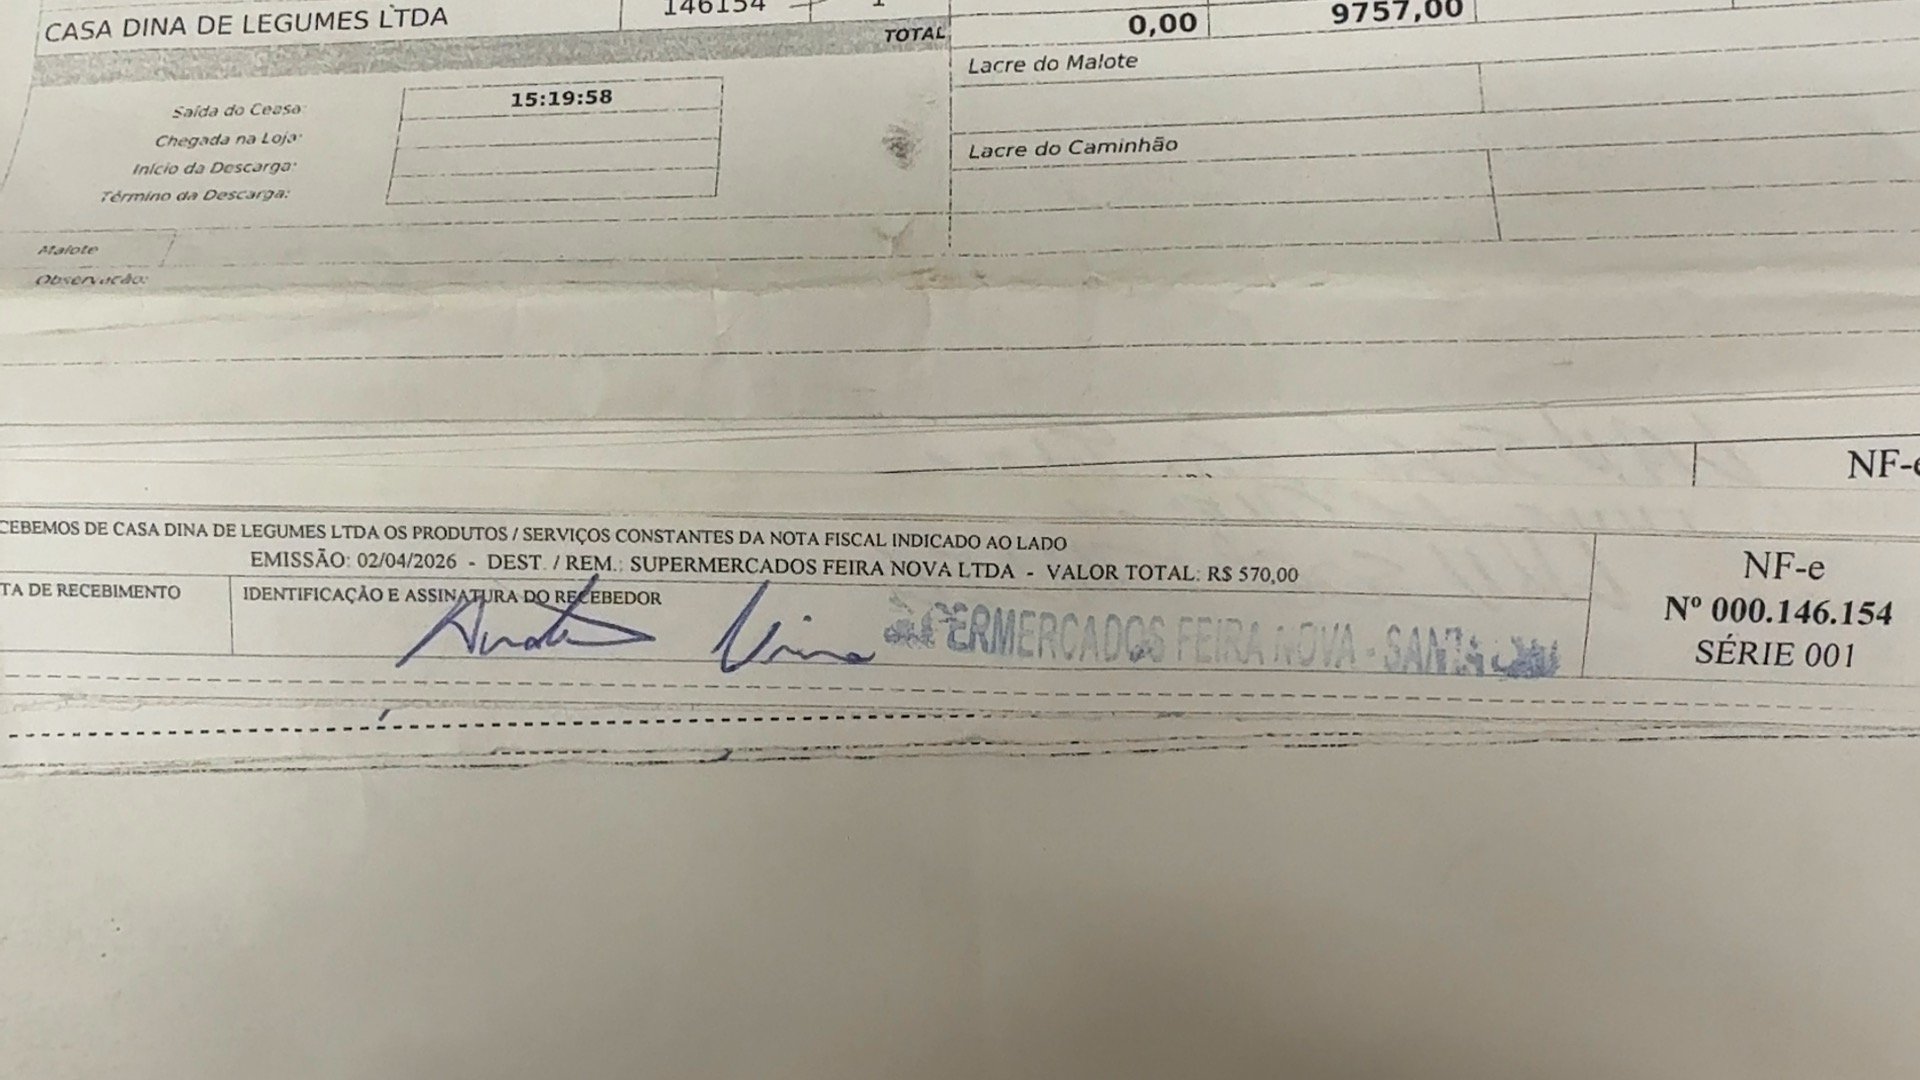 CASA DINA DE LEGUMES LTDA 146154 1
TOTAL 0,00 9757,00
Lacre do Malote
Saída do Ceasa: 15:19:58
Chegada na Loja:
Lacre do Caminhão
Início da Descarga:
Término da Descarga:
Malote
Observação:
NF-e
CEBEMOS DE CASA DINA DE LEGUMES LTDA OS PRODUTOS / SERVIÇOS CONSTANTES DA NOTA FISCAL INDICADO AO LADO
EMISSÃO: 02/04/2026 - DEST. / REM.: SUPERMERCADOS FEIRA NOVA LTDA - VALOR TOTAL: R$ 570,00
NF-e
Nº 000.146.154
SÉRIE 001
TA DE RECEBIMENTO IDENTIFICAÇÃO E ASSINATURA DO RECEBEDOR
PERMERCADOS FEIRA NOVA - SANTA